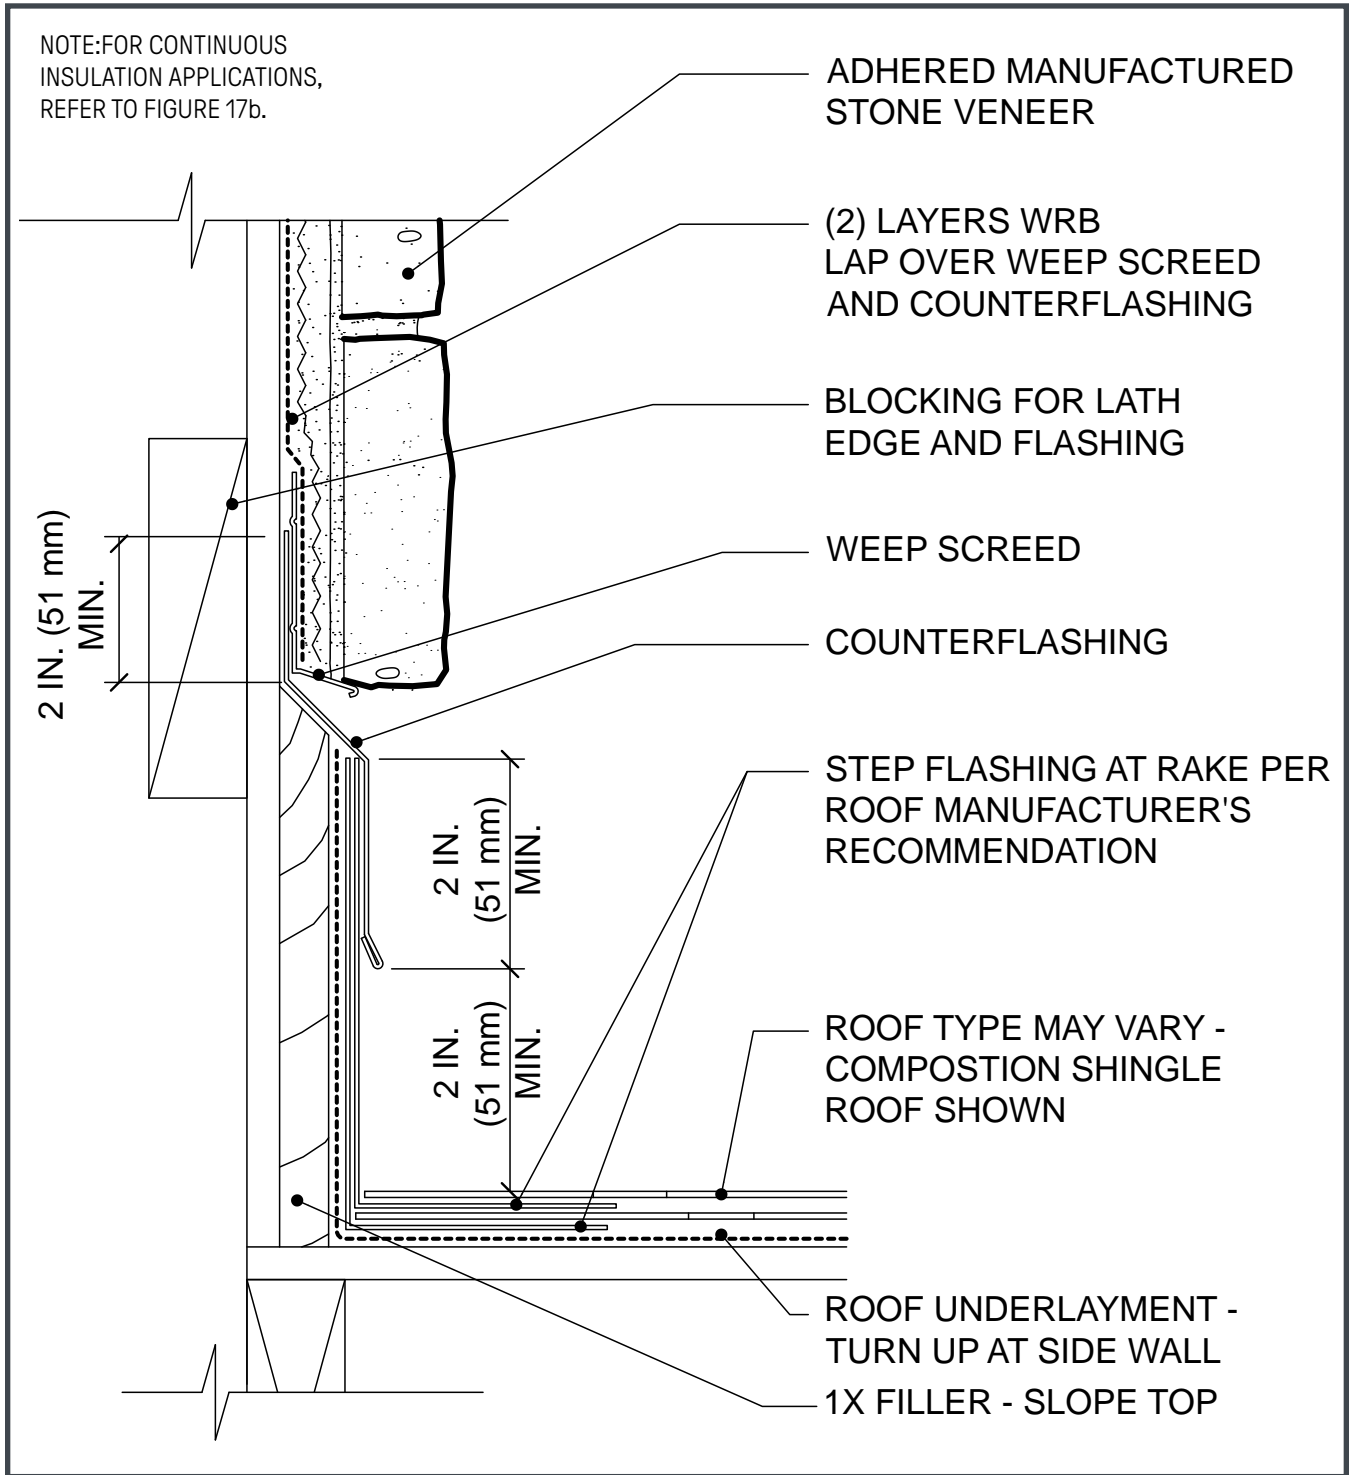 NOTE:FOR CONTINUOUS
INSULATION APPLICATIONS,
REFER TO FIGURE 17b.
ADHERED MANUFACTURED
STONE VENEER
(2) LAYERS WRB
LAP OVER WEEP SCREED
AND COUNTERFLASHING
BLOCKING FOR LATH
EDGE AND FLASHING
2 IN. (51 mm)
MIN.
WEEP SCREED
COUNTERFLASHING
STEP FLASHING AT RAKE PER
ROOF MANUFACTURER'S
RECOMMENDATION
2 IN.
(51 mm)
MIN.
2 IN.
(51 mm)
MIN.
ROOF TYPE MAY VARY -
COMPOSTION SHINGLE
ROOF SHOWN
ROOF UNDERLAYMENT -
TURN UP AT SIDE WALL
1X FILLER - SLOPE TOP